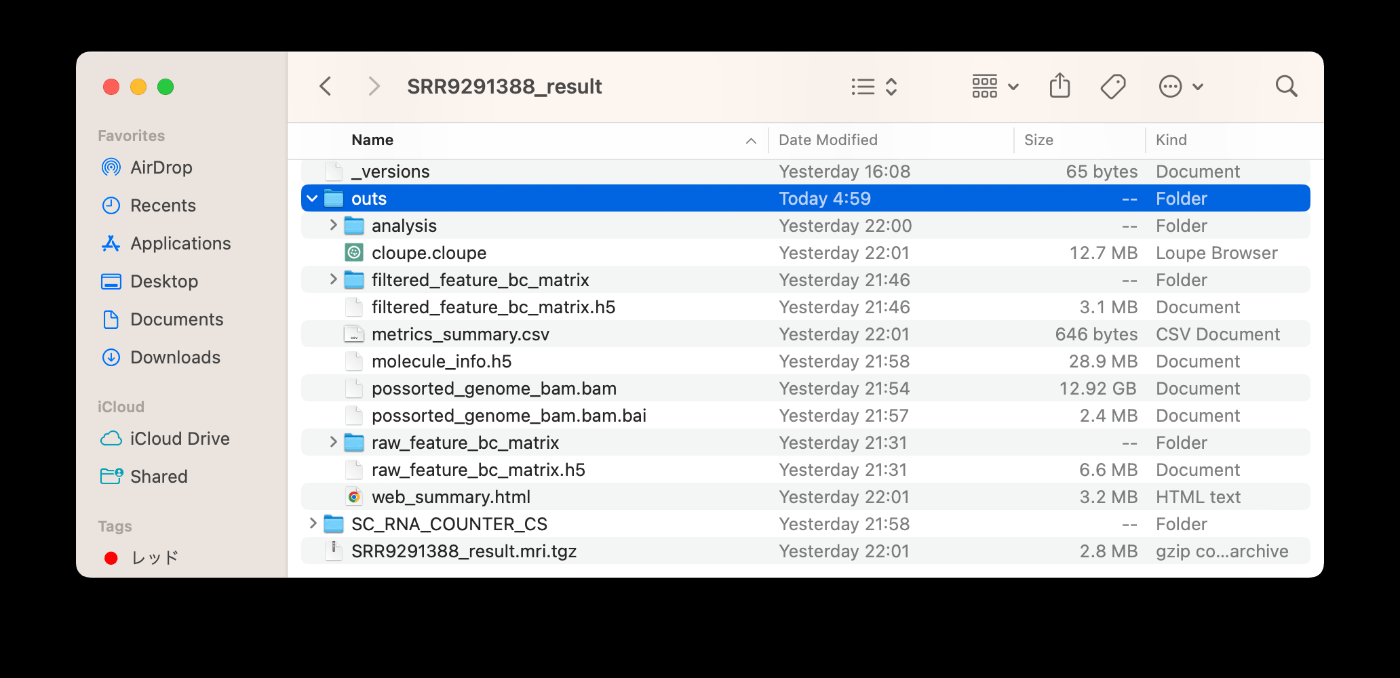 SRR9291388_result
Favorites
AirDrop
Recents
Applications
Desktop
Documents
Downloads
iCloud
iCloud Drive
Shared
Tags
レッド
Name Date Modified Size Kind
_versions Yesterday 16:08 65 bytes Document
outs Today 4:59 -- Folder
analysis Yesterday 22:00 -- Folder
cloupe.cloupe Yesterday 22:01 12.7 MB Loupe Browser
filtered_feature_bc_matrix Yesterday 21:46 -- Folder
filtered_feature_bc_matrix.h5 Yesterday 21:46 3.1 MB Document
metrics_summary.csv Yesterday 22:01 646 bytes CSV Document
molecule_info.h5 Yesterday 21:58 28.9 MB Document
possorted_genome_bam.bam Yesterday 21:54 12.92 GB Document
possorted_genome_bam.bam.bai Yesterday 21:57 2.4 MB Document
raw_feature_bc_matrix Yesterday 21:31 -- Folder
raw_feature_bc_matrix.h5 Yesterday 21:31 6.6 MB Document
web_summary.html Yesterday 22:01 3.2 MB HTML text
SC_RNA_COUNTER_CS Yesterday 21:58 -- Folder
SRR9291388_result.mri.tgz Yesterday 22:01 2.8 MB gzip co...archive